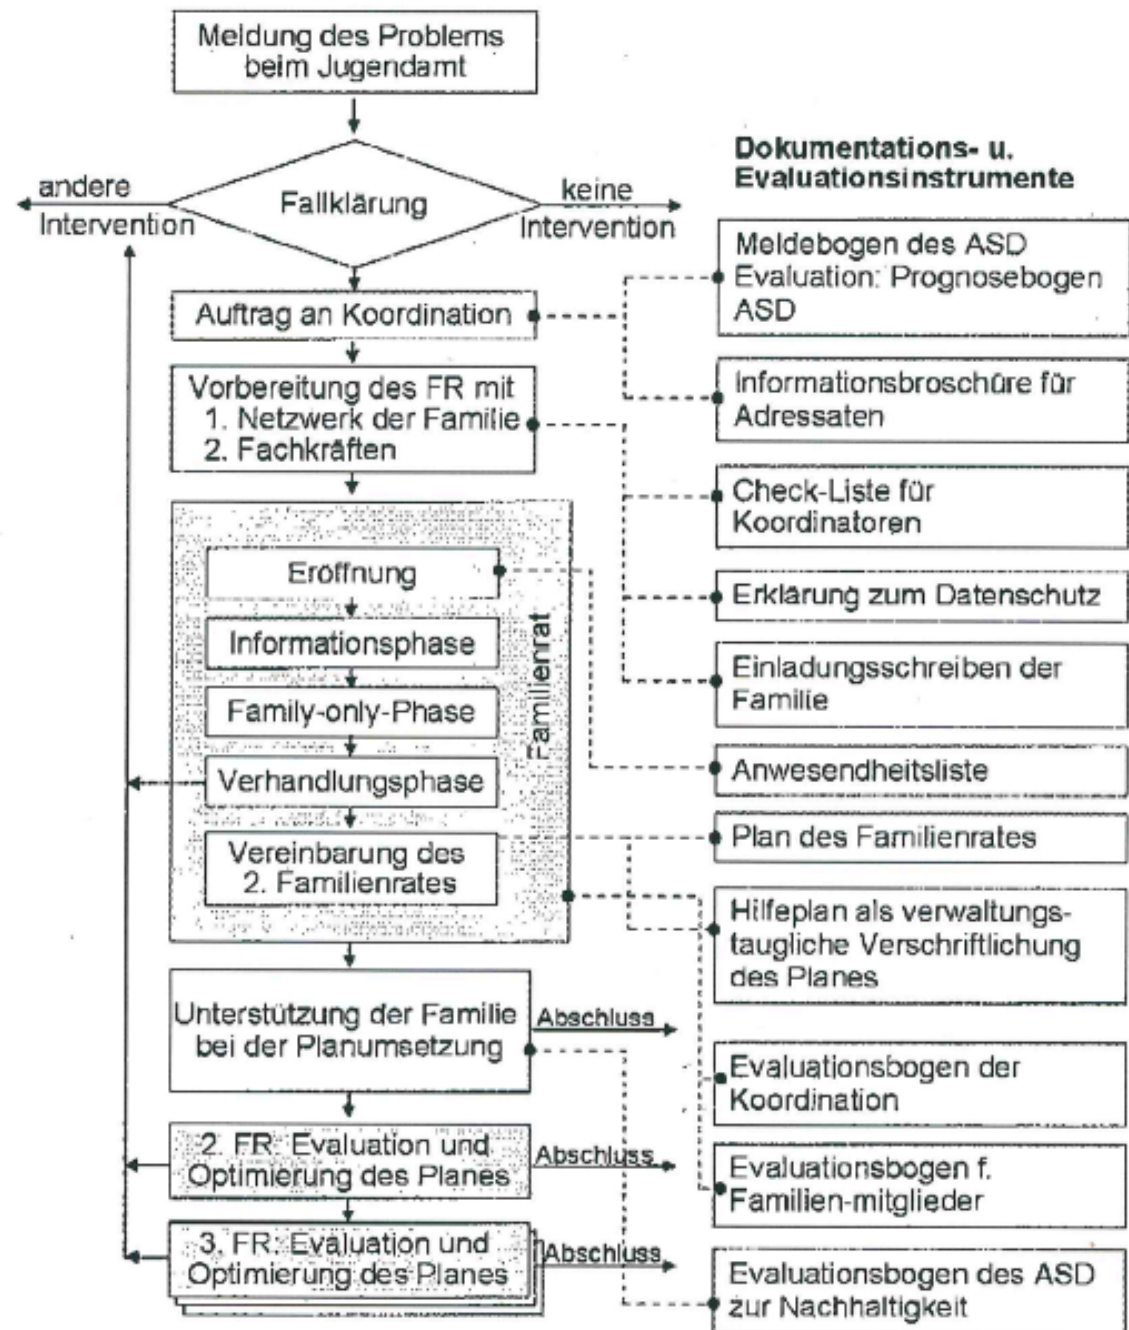 Meldung des Problems
beim Jugendamt
andere
Intervention
Fallklärung
keine
Intervention
Auftrag an Koordination
Vorbereitung des FR mit
1. Netzwerk der Familie
2. Fachkräften
Familienrat
Eröffnung
Informationsphase
Family-only-Phase
Verhandlungsphase
Vereinbarung des
2. Familienrates
Unterstützung der Familie
bei der Planumsetzung
Abschluss
2. FR: Evaluation und
Optimierung des Planes
Abschluss
3. FR: Evaluation und
Optimierung des Planes
Abschluss
Dokumentations- u.
Evaluationsinstrumente
Meldebogen des ASD
Evaluation: Prognosebogen
ASD
Informationsbroschüre für
Adressaten
Check-Liste für
Koordinatoren
Erklärung zum Datenschutz
Einladungsschreiben der
Familie
Anwesendheitsliste
Plan des Familienrates
Hilfeplan als verwaltungs-
taugliche Verschriftlichung
des Planes
Evaluationsbogen der
Koordination
Evaluationsbogen f.
Familien-mitglieder
Evaluationsbogen des ASD
zur Nachhaltigkeit